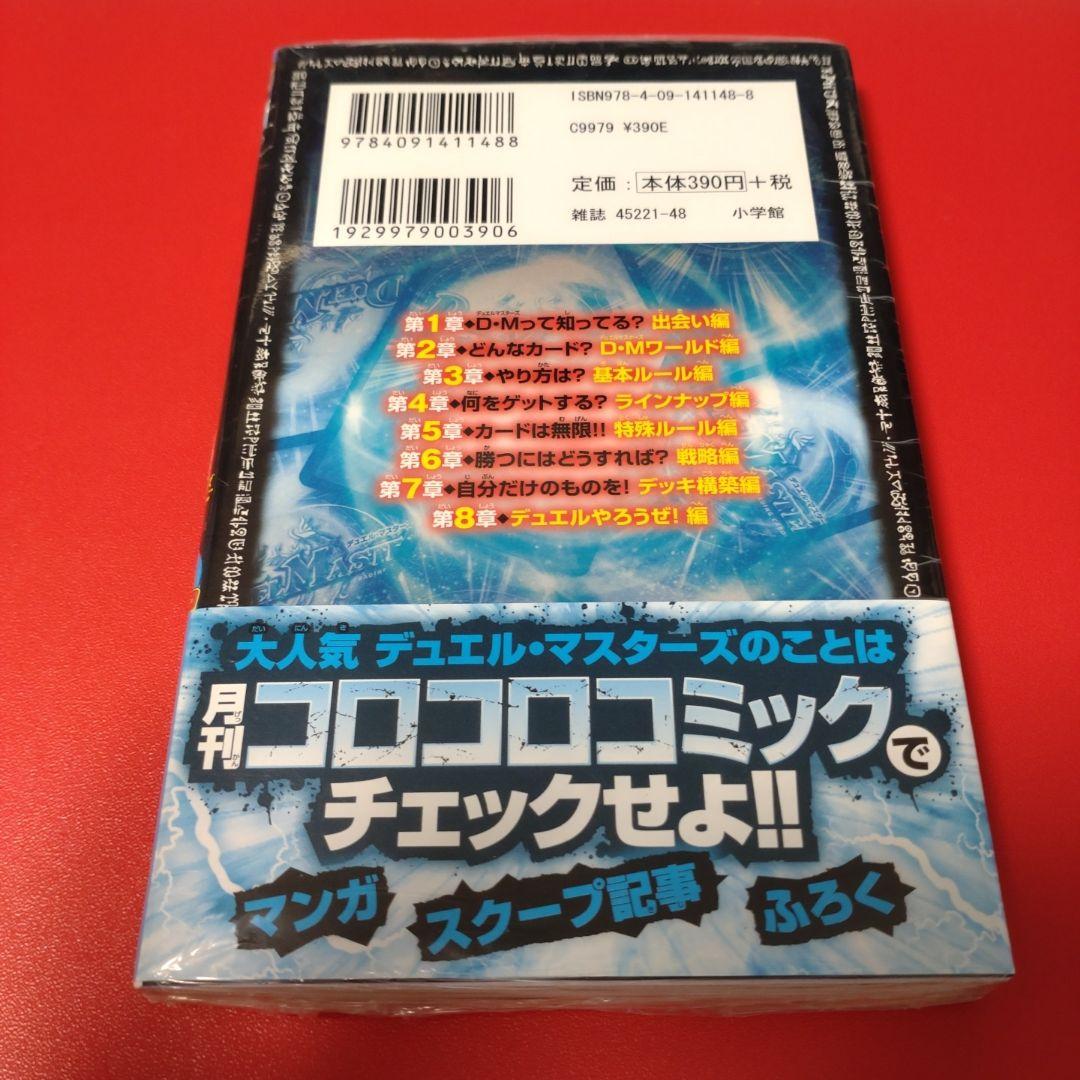 ISBN978-4-09-141148-8
9784091411488
C9979 ¥390E
定価：本体390円+税
1929979003906
雑誌 45221-48 小学館
第1章◆D・Mって知ってる? 出会い編
第2章◆どんなカード? D・Mワールド編
第3章◆やり方は? 基本ルール編
第4章◆何をゲットする? ラインナップ編
第5章◆カードは無限!! 特殊ルール編
第6章◆勝つにはどうすれば? 戦略編
第7章◆自分だけのものを! デッキ構築編
第8章◆デュエルやろうぜ! 編
大人気 デュエル・マスターズのことは
月刊コロコロコミックで
チェックせよ!!
マンガ スクープ記事 ふろく